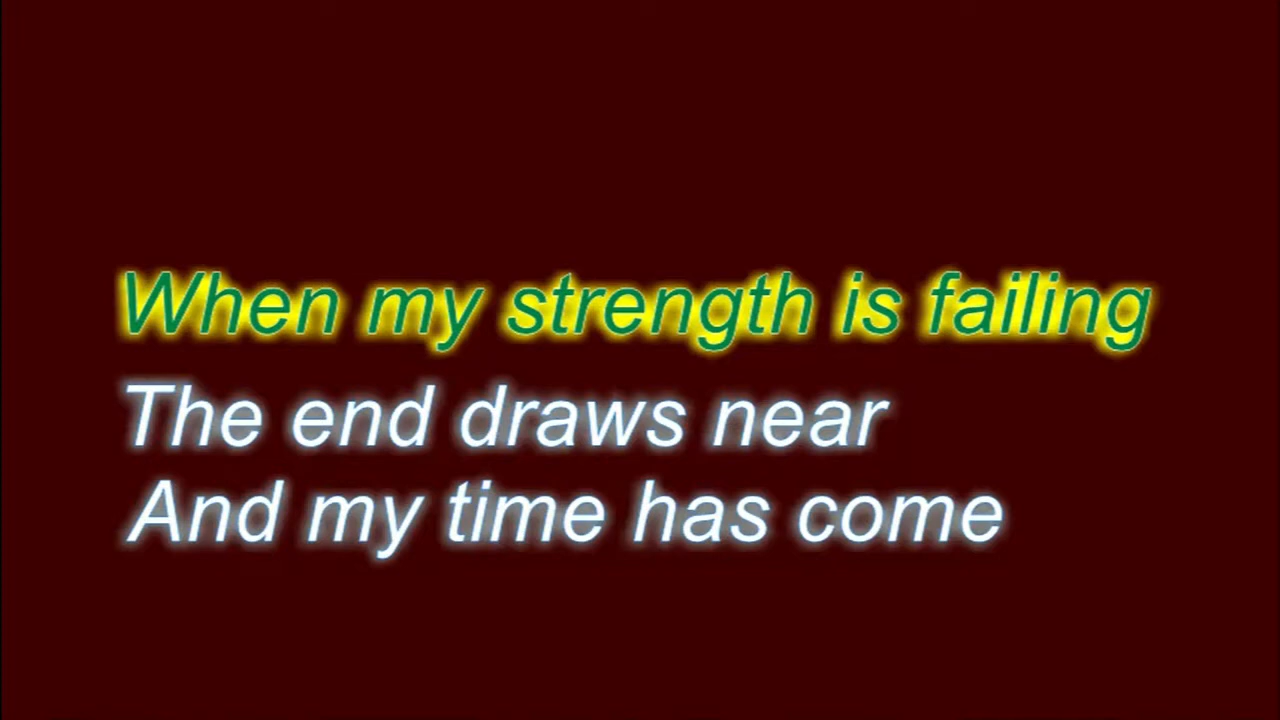 When my strength is failing
The end draws near
And my time has come